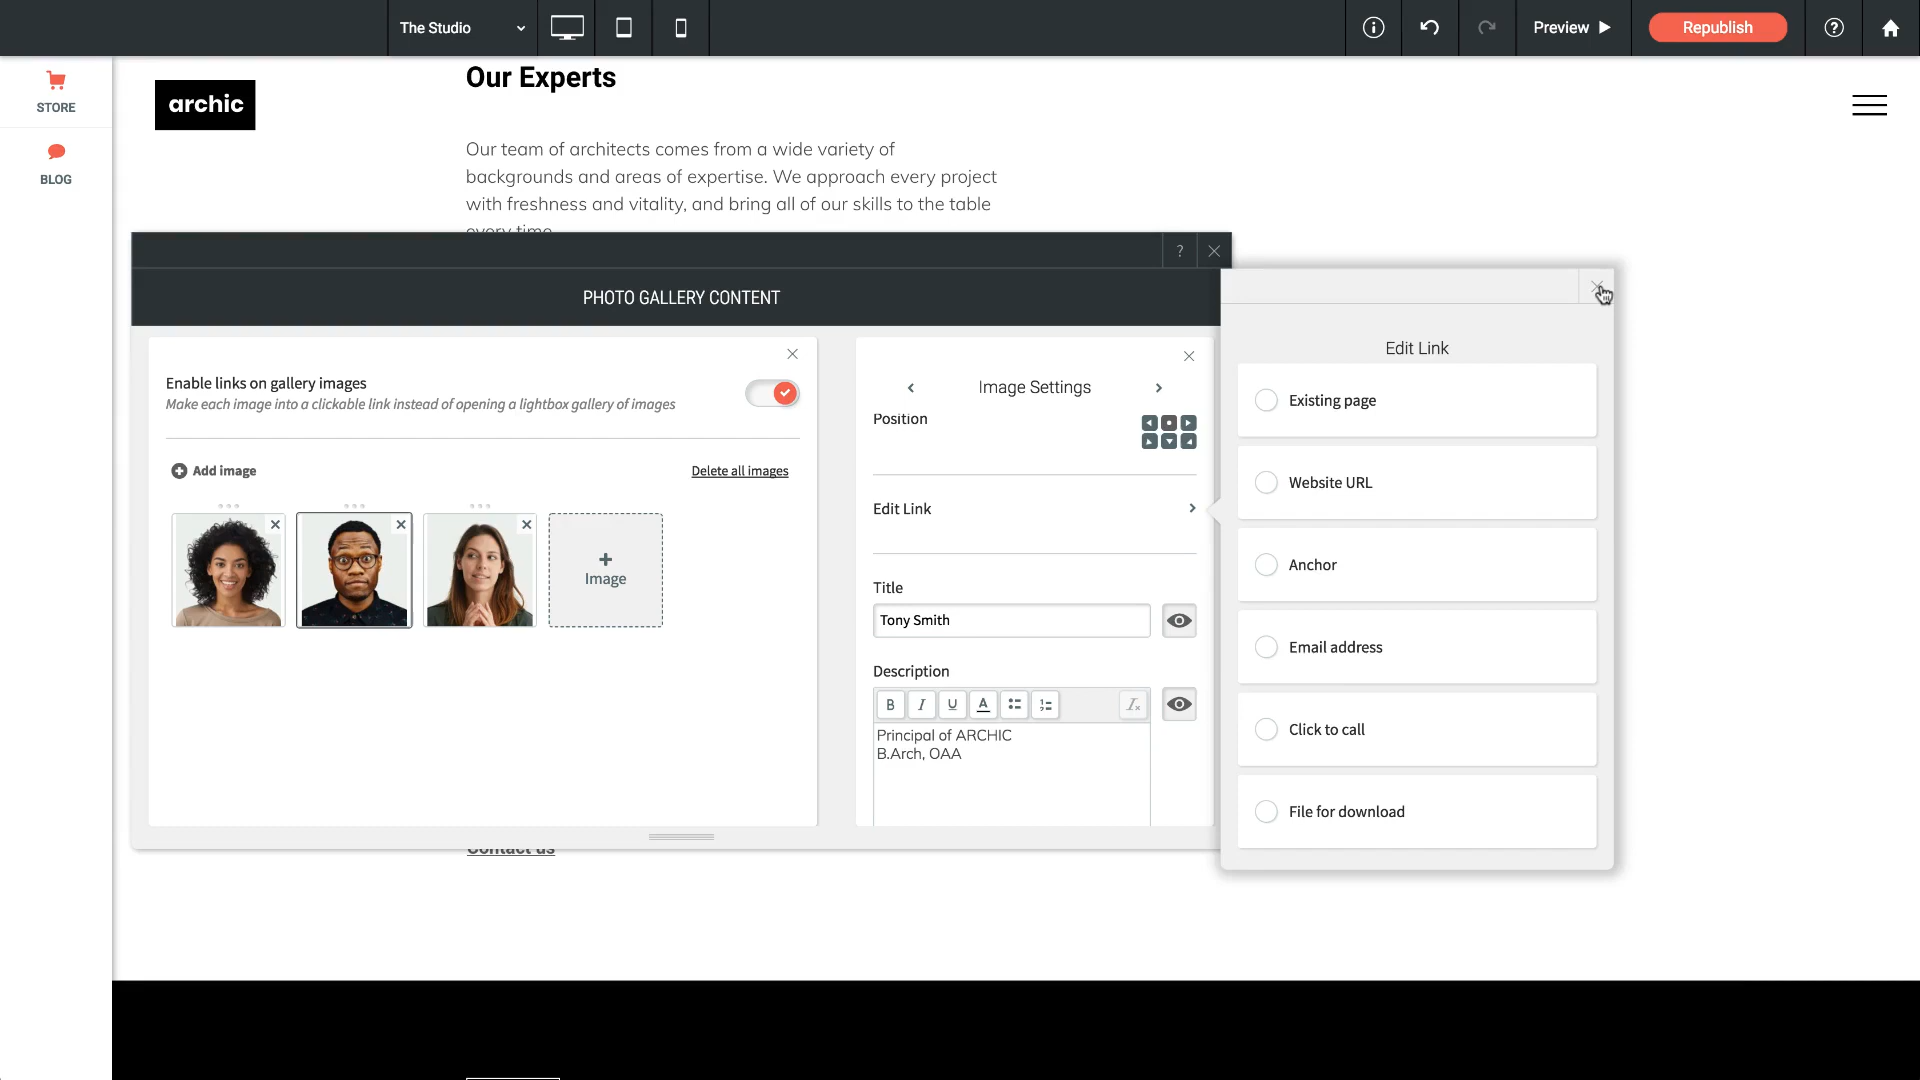 The Studio
Preview
Republish
STORE
BLOG
archic
Our Experts
Our team of architects comes from a wide variety of
backgrounds and areas of expertise. We approach every project
with freshness and vitality, and bring all of our skills to the table
every time.
?
PHOTO GALLERY CONTENT
Enable links on gallery images
Make each image into a clickable link instead of opening a lightbox gallery of images
Add image
Delete all images
+
Image
Image Settings
Position
Edit Link
Title
Tony Smith
Description
B I U A
Principal of ARCHIC
B.Arch, OAA
Edit Link
Existing page
Website URL
Anchor
Email address
Click to call
File for download
Contact us